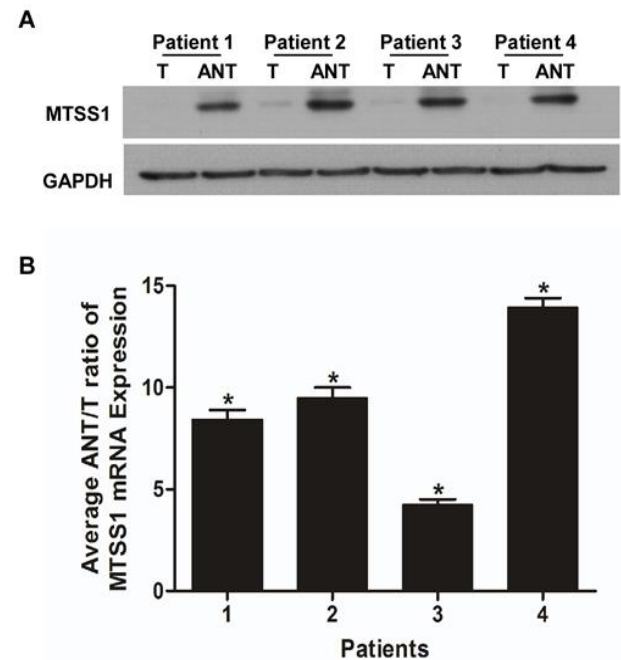 A
Patient 1 Patient 2 Patient 3 Patient 4
T ANT T ANT T ANT T ANT
MTSS1
GAPDH
B
Average ANT/T ratio of
MTSS1 mRNA Expression
15
10
5
0
* * * *
1 2 3 4
Patients